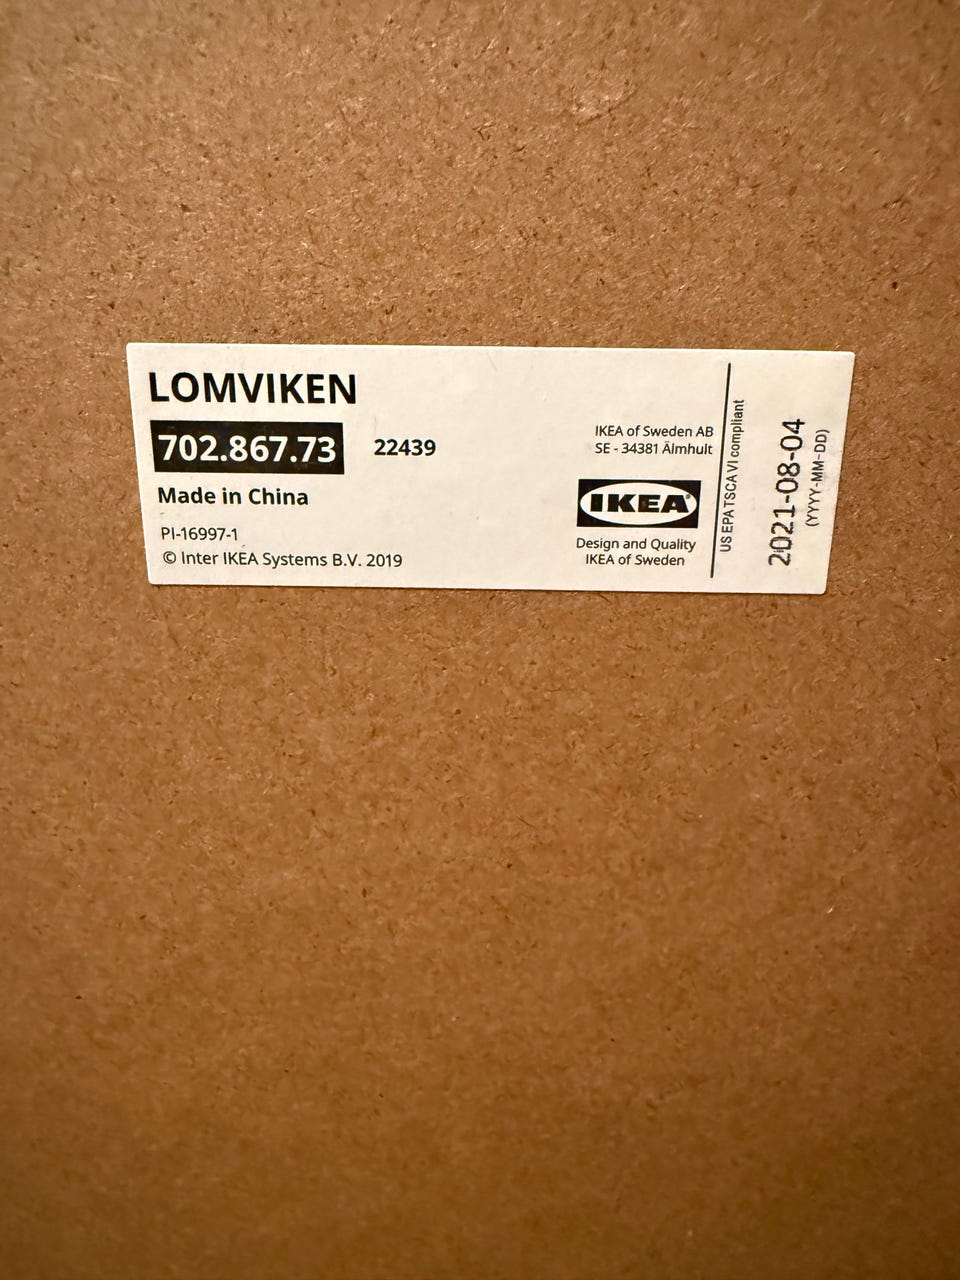 LOMVIKEN
702.867.73 22439
Made in China
PI-16997-1
© Inter IKEA Systems B.V. 2019
IKEA of Sweden AB
SE - 34381 Älmhult
IKEA®
Design and Quality
IKEA of Sweden
US EPA TSCA VI compliant
2021-08-04
(YYYY-MM-DD)